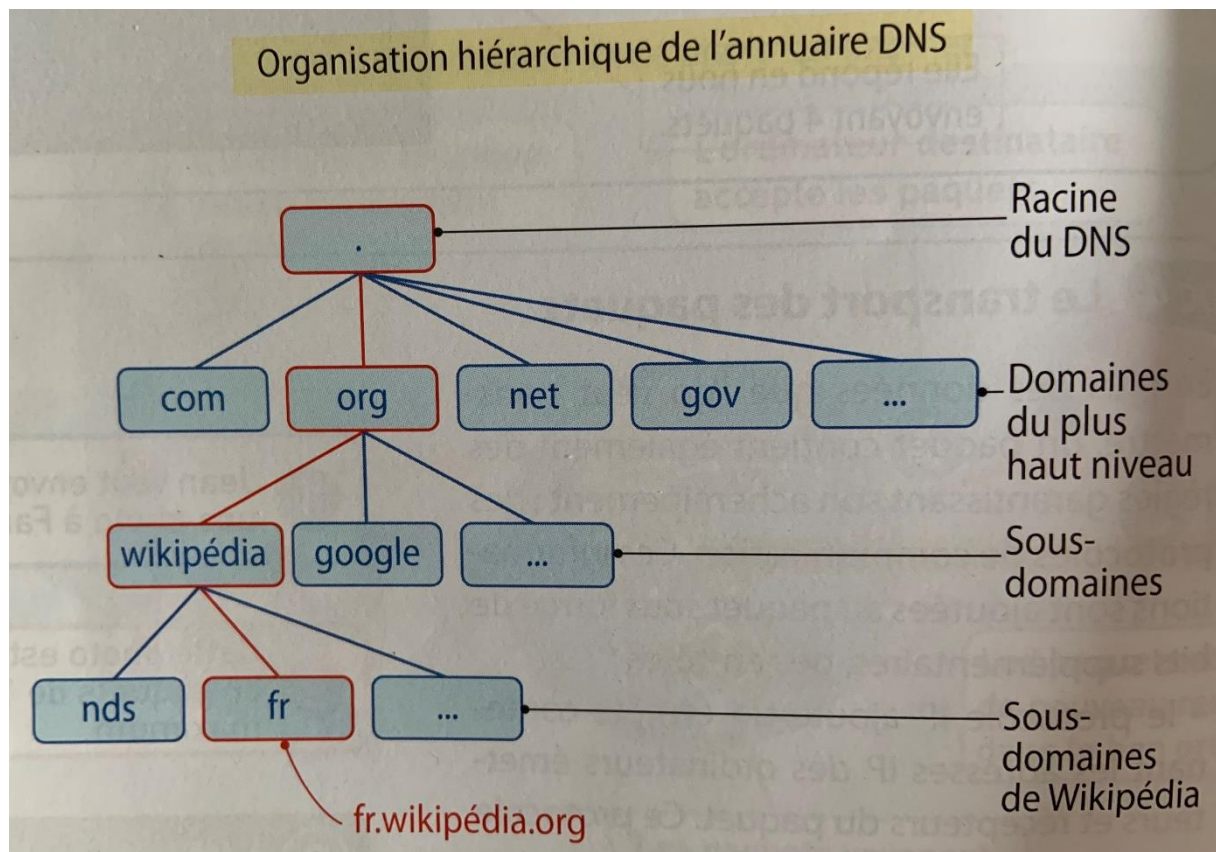 Organisation hiérarchique de l'annuaire DNS
.
Racine
du DNS
com
org
net
gov
...
Domaines
du plus
haut niveau
wikipédia
google
...
Sous-
domaines
nds
fr
...
Sous-
domaines
de Wikipédia
fr.wikipédia.org